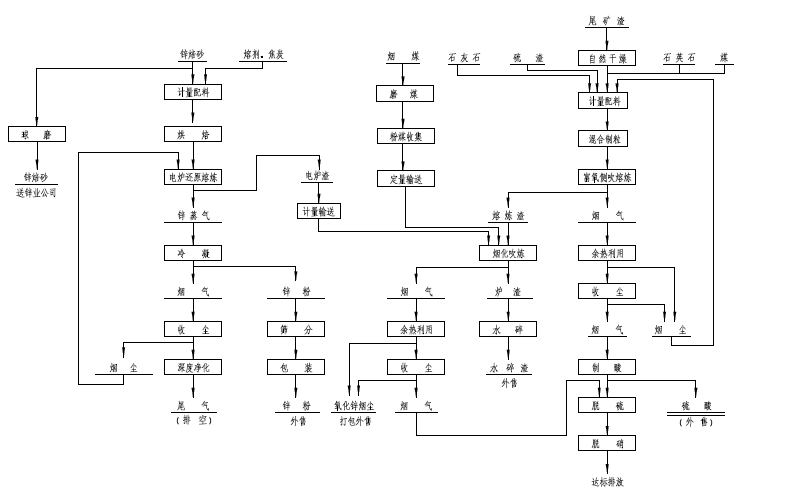 尾矿渣
锌焙砂
熔剂.焦炭
烟煤
石灰石
硫渣
自然干燥
石英石
煤
计量配料
磨煤
计量配料
球磨
烘焙
粉煤收集
混合制粒
锌焙砂
送锌业公司
电炉还原熔炼
电炉渣
定量输送
富氧侧吹熔炼
锌蒸气
计量输送
熔炼渣
烟气
冷凝
烟化吹炼
余热利用
烟气
锌粉
烟气
炉渣
收尘
收尘
筛分
余热利用
水碎
烟气
烟尘
烟尘
深度净化
包装
收尘
水碎渣
外售
制酸
尾气
(排空)
锌粉
外售
氧化锌烟尘
打包外售
烟气
脱硫
硫酸
(外售)
脱硝
达标排放